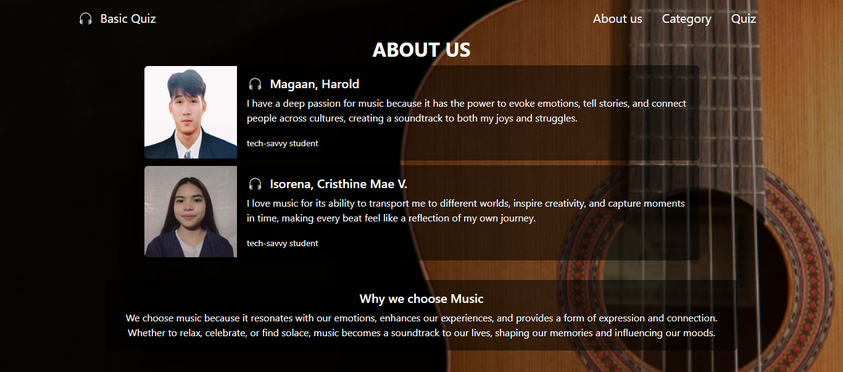 Basic Quiz
About us
Category
Quiz
ABOUT US
Magaan, Harold
I have a deep passion for music because it has the power to evoke emotions, tell stories, and connect
people across cultures, creating a soundtrack to both my joys and struggles.
tech-savvy student
Isorena, Cristhine Mae V.
I love music for its ability to transport me to different worlds, inspire creativity, and capture moments
in time, making every beat feel like a reflection of my own journey.
tech-savvy student
Why we choose Music
We choose music because it resonates with our emotions, enhances our experiences, and provides a form of expression and connection.
Whether to relax, celebrate, or find solace, music becomes a soundtrack to our lives, shaping our memories and influencing our moods.